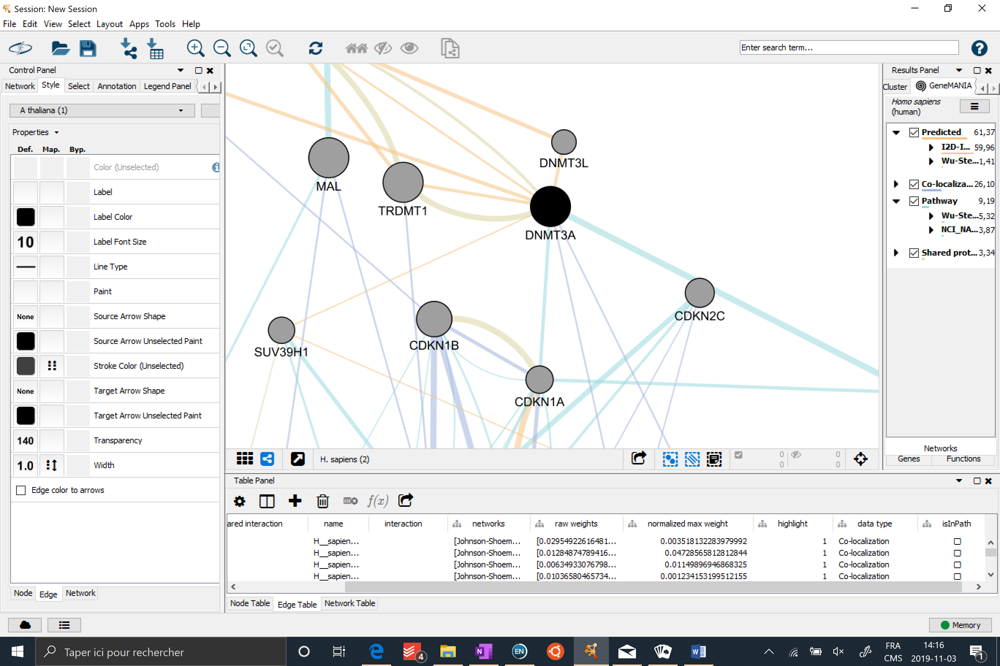 Session: New Session
File Edit View Select Layout Apps Tools Help
Enter search term...
Control Panel
Network Style Select Annotation Legend Panel
A thaliana (1)
Properties
Def. Map. Byp.
Color (Unselected)
Label
Label Color
10 Label Font Size
Line Type
Paint
None Source Arrow Shape
Source Arrow Unselected Paint
Stroke Color (Unselected)
None Target Arrow Shape
Target Arrow Unselected Paint
140 Transparency
1.0 Width
Edge color to arrows
Node Edge Network
DNMT3L
MAL
TRDMT1
DNMT3A
CDKN2C
CDKN1B
SUV39H1
CDKN1A
H. sapiens (2)
0 0
0 0
Results Panel
Cluster GeneMANIA
Homo sapiens
(human)
Predicted 61,37
I2D-I... 59,96
Wu-Ste...1,41
Co-localiza...26,10
Pathway 9,19
Wu-Ste...5,32
NCI_NA...3,87
Shared prot...3,34
Networks
Genes Functions
Table Panel
f(x)
ared interaction name interaction networks raw weights normalized max weight highlight data type isInPath
H__sapien... [Johnson-Shoem... [0.02954922616481... 0.003518132283979992 1 Co-localization
H__sapien... [Johnson-Shoem... [0.01284874789416... 0.04728565812812844 1 Co-localization
H__sapien... [Johnson-Shoem... [0.00634933076798... 0.01149896946868325 1 Co-localization
H__sapien... [Johnson-Shoem... [0.01036580465734... 0.001234153199512155 1 Co-localization
Node Table Edge Table Network Table
Memory
Taper ici pour rechercher
4
N
EN
W
FRA
CMS
14:16
2019-11-03
1